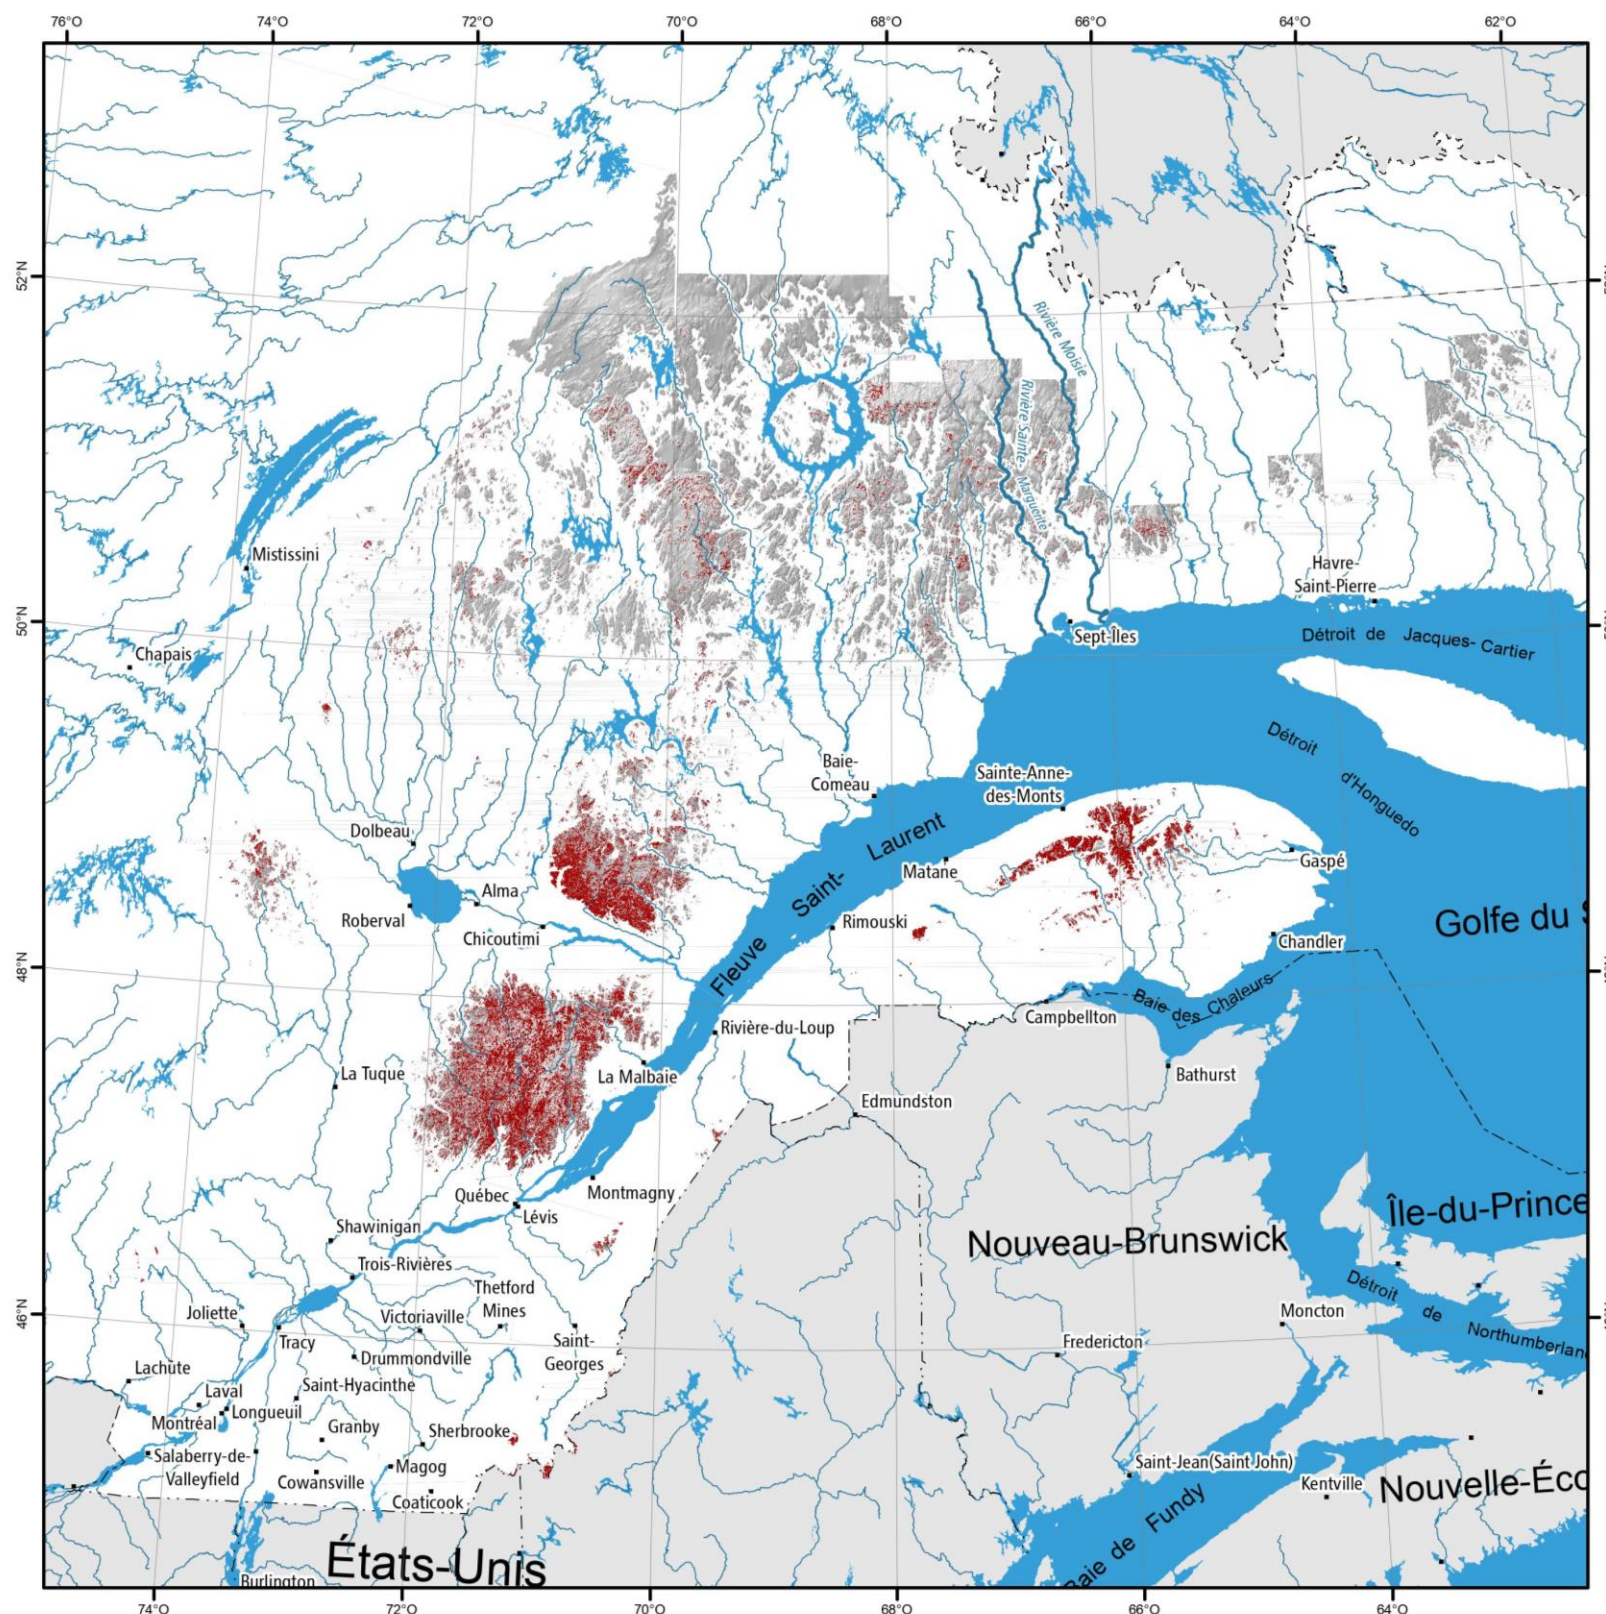 76°O
74°O
72°O
70°O
68°O
66°O
64°O
62°O
52°N
Rivière Moisie
Rivière Sainte-
Marguerite
Mistissini
Havre-
Saint-Pierre
50°N
Sept-Îles
Détroit de Jacques- Cartier
Chapais
Détroit
d'Honguedo
Baie-
Comeau
Sainte-Anne-
des-Monts
Dolbeau
Fleuve Saint- Laurent
Matane
Gaspé
Alma
Roberval
Chicoutimi
Rimouski
Golfe du S
Chandler
48°N
Baie des Chaleurs
Campbellton
Rivière-du-Loup
La Tuque
La Malbaie
Bathurst
Edmundston
Québec
Montmagny
Lévis
Île-du-Prince
Shawinigan
Nouveau-Brunswick
Trois-Rivières
Thetford
Mines
Détroit de Northumberlan
46°N
Joliette
Victoriaville
Moncton
Tracy
Saint-
Georges
Drummondville
Fredericton
Lachute
Saint-Hyacinthe
Laval
Longueuil
Montréal
Granby
Sherbrooke
Salaberry-de-
Valleyfield
Magog
Saint-Jean(Saint John)
Cowansville
Kentville
Nouvelle-Éco
Coaticook
Baie de Fundy
États-Unis
Burlington
74°O
72°O
70°O
68°O
66°O
64°O